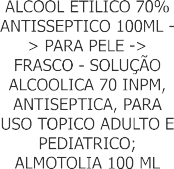 ALCOOL ETILICO 70%
ANTISSEPTICO 100ML -
> PARA PELE ->
FRASCO - SOLUÇÃO
ALCOOLICA 70 INPM,
ANTISEPTICA, PARA
USO TOPICO ADULTO E
PEDIATRICO;
ALMOTOLIA 100 ML